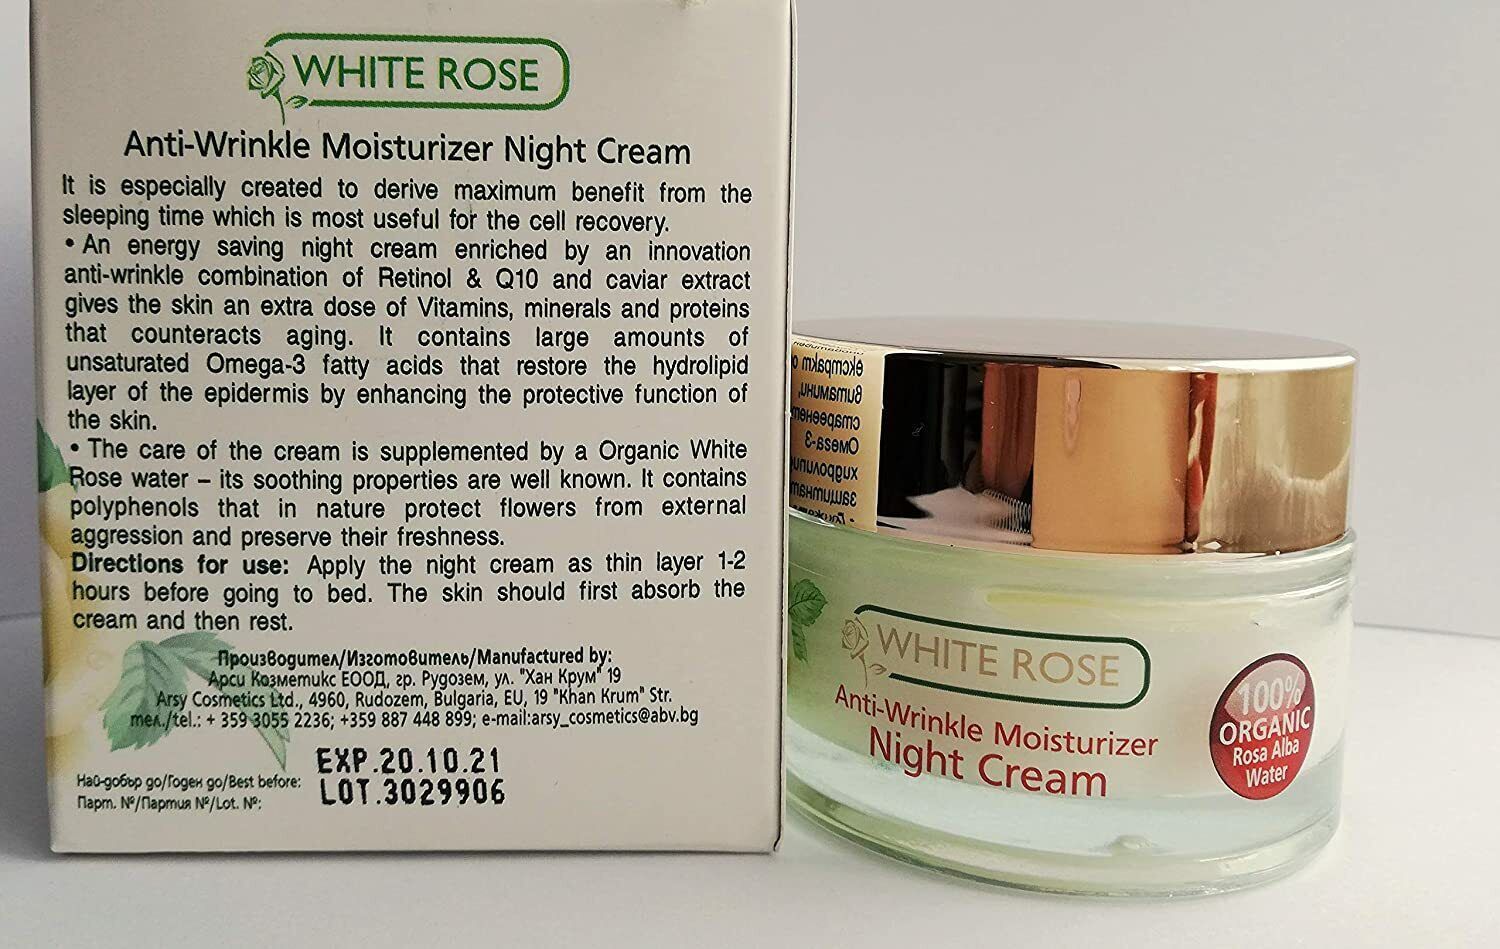 WHITE ROSE
Anti-Wrinkle Moisturizer Night Cream
It is especially created to derive maximum benefit from the
sleeping time which is most useful for the cell recovery.
• An energy saving night cream enriched by an innovation
anti-wrinkle combination of Retinol & Q10 and caviar extract
gives the skin an extra dose of Vitamins, minerals and proteins
that counteracts aging. It contains large amounts of
unsaturated Omega-3 fatty acids that restore the hydrolipid
layer of the epidermis by enhancing the protective function of
the skin.
• The care of the cream is supplemented by a Organic White
Rose water – its soothing properties are well known. It contains
polyphenols that in nature protect flowers from external
aggression and preserve their freshness.
Directions for use: Apply the night cream as thin layer 1-2
hours before going to bed. The skin should first absorb the
cream and then rest.
Производител/Изготовитель/Manufactured by:
Арси Козметикс ЕООД, гр. Рудозем, ул. "Хан Крум" 19
Arsy Cosmetics Ltd., 4960, Rudozem, Bulgaria, EU, 19 "Khan Krum" Str.
тел./tel.: + 359 3055 2236; +359 887 448 899; e-mail:arsy_cosmetics@abv.bg
Най-добър до/Годен до/Best before: EXP.20.10.21
Парт. №/Партия №/Lot. №: LOT.3029906
екстракт
витамини,
Омега-3
WHITE ROSE
Anti-Wrinkle Moisturizer
Night Cream
100%
ORGANIC
Rosa Alba
Water